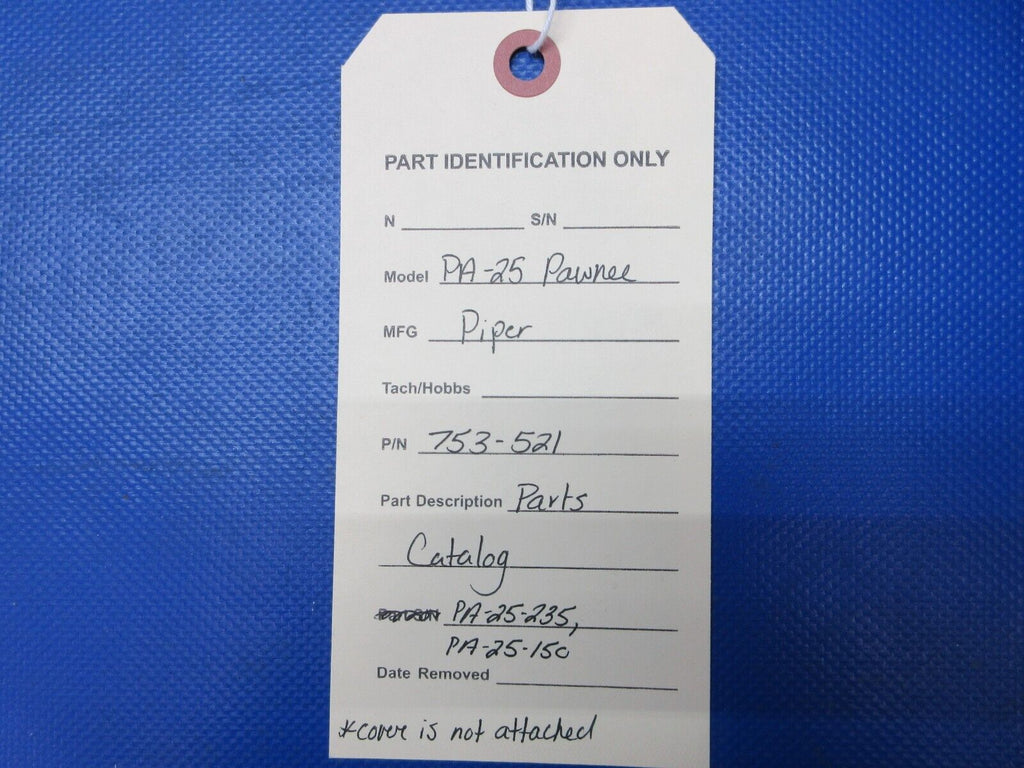 PART IDENTIFICATION ONLY
N S/N
Model PA-25 Pawnee
MFG Piper
Tach/Hobbs
P/N 753-521
Part Description Parts
Catalog
PA-25-235,
PA-25-150
Date Removed
*cover is not attached